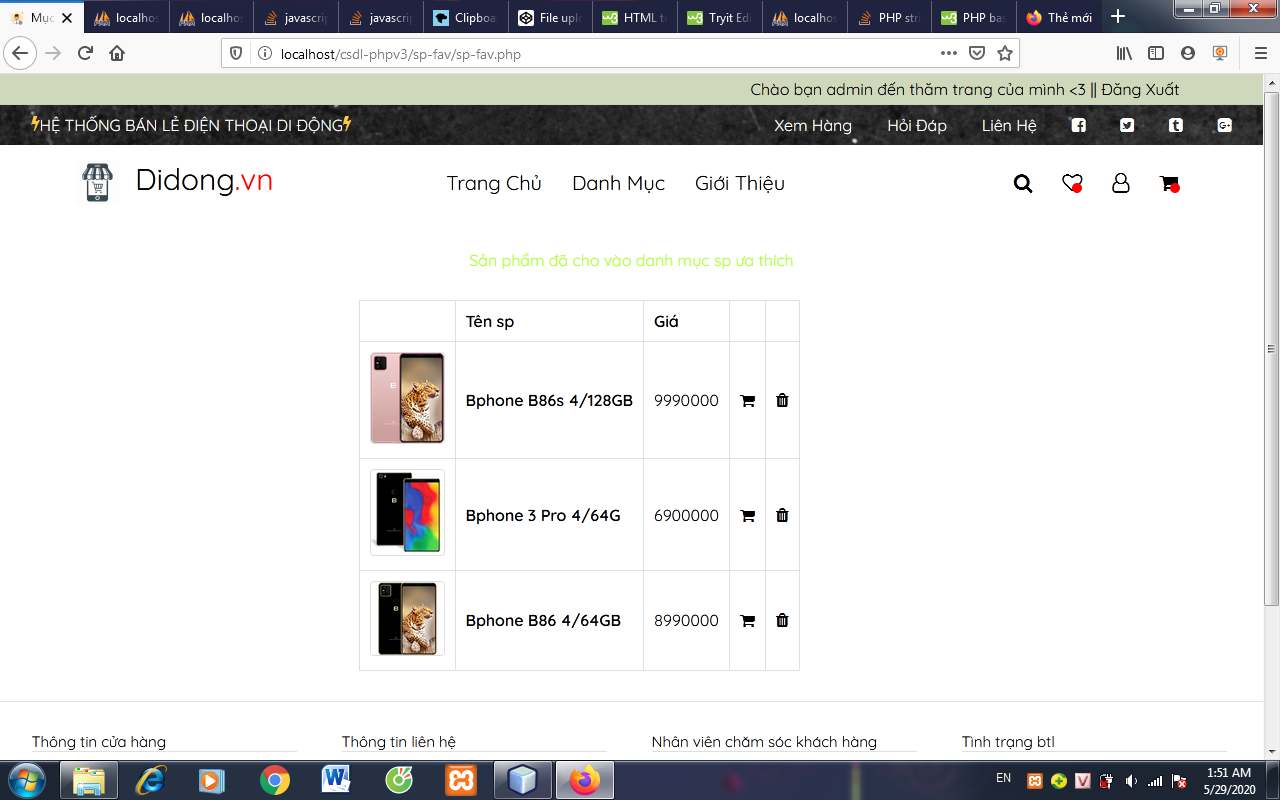 Mục
localhos
localhos
javascrip
javascrip
Clipboar
File uplo
HTML t
Tryit Edi
localhos
PHP stri
PHP bas
Thẻ mới
localhost/csdl-phpv3/sp-fav/sp-fav.php
Chào bạn admin đến thăm trang của mình <3 || Đăng Xuất
HỆ THỐNG BÁN LẺ ĐIỆN THOẠI DI ĐỘNG
Xem Hàng
Hỏi Đáp
Liên Hệ
Didong.vn
Trang Chủ
Danh Mục
Giới Thiệu
Sản phẩm đã cho vào danh mục sp ưa thích
Tên sp
Giá
Bphone B86s 4/128GB
9990000
Bphone 3 Pro 4/64G
6900000
Bphone B86 4/64GB
8990000
Thông tin cửa hàng
Thông tin liên hệ
Nhân viên chăm sóc khách hàng
Tình trạng btl
EN
1:51 AM
5/29/2020